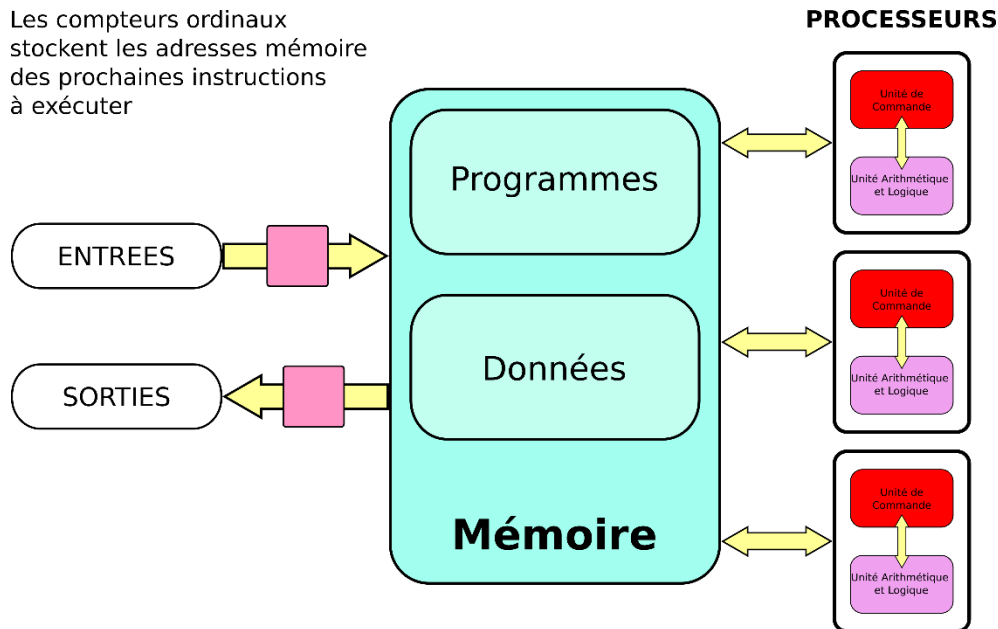 Les compteurs ordinaux
stockent les adresses mémoire
des prochaines instructions
à exécuter
PROCESSEURS
Programmes
Données
Mémoire
ENTREES
SORTIES
Unité de
Commande
Unité Arithmétique
et Logique
Unité de
Commande
Unité Arithmétique
et Logique
Unité de
Commande
Unité Arithmétique
et Logique